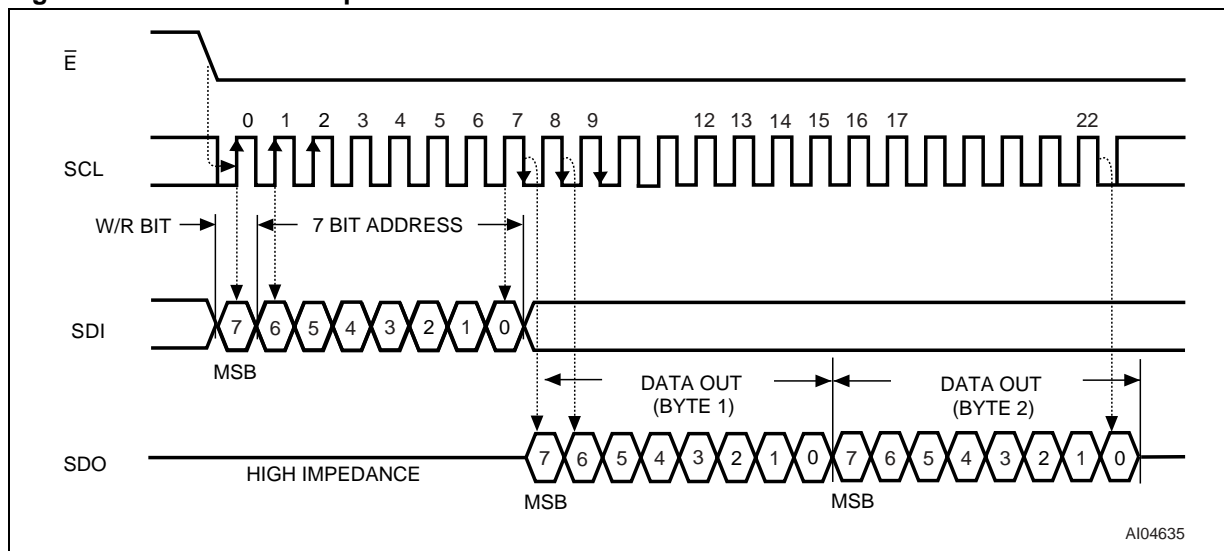 E̅
0 1 2 3 4 5 6 7 8 9 12 13 14 15 16 17 22
SCL
W/R BIT
7 BIT ADDRESS
SDI
7 6 5 4 3 2 1 0
MSB
DATA OUT
(BYTE 1)
DATA OUT
(BYTE 2)
SDO
HIGH IMPEDANCE
7 6 5 4 3 2 1 0 7 6 5 4 3 2 1 0
MSB
MSB
AI04635